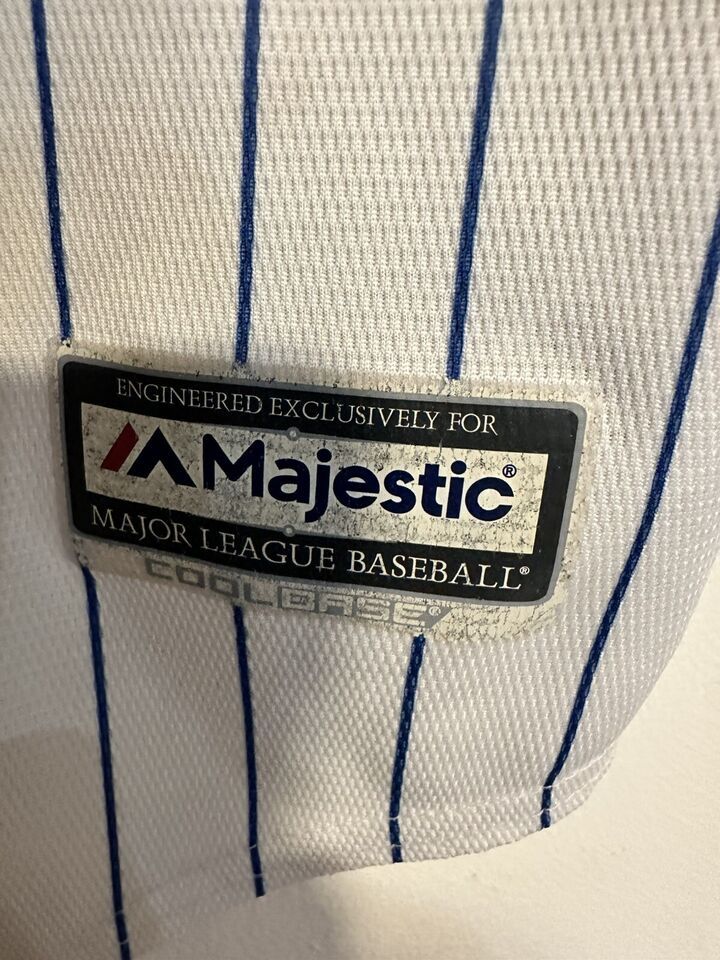 ENGINEERED EXCLUSIVELY FOR
Majestic®
MAJOR LEAGUE BASEBALL®
COOLBASE®